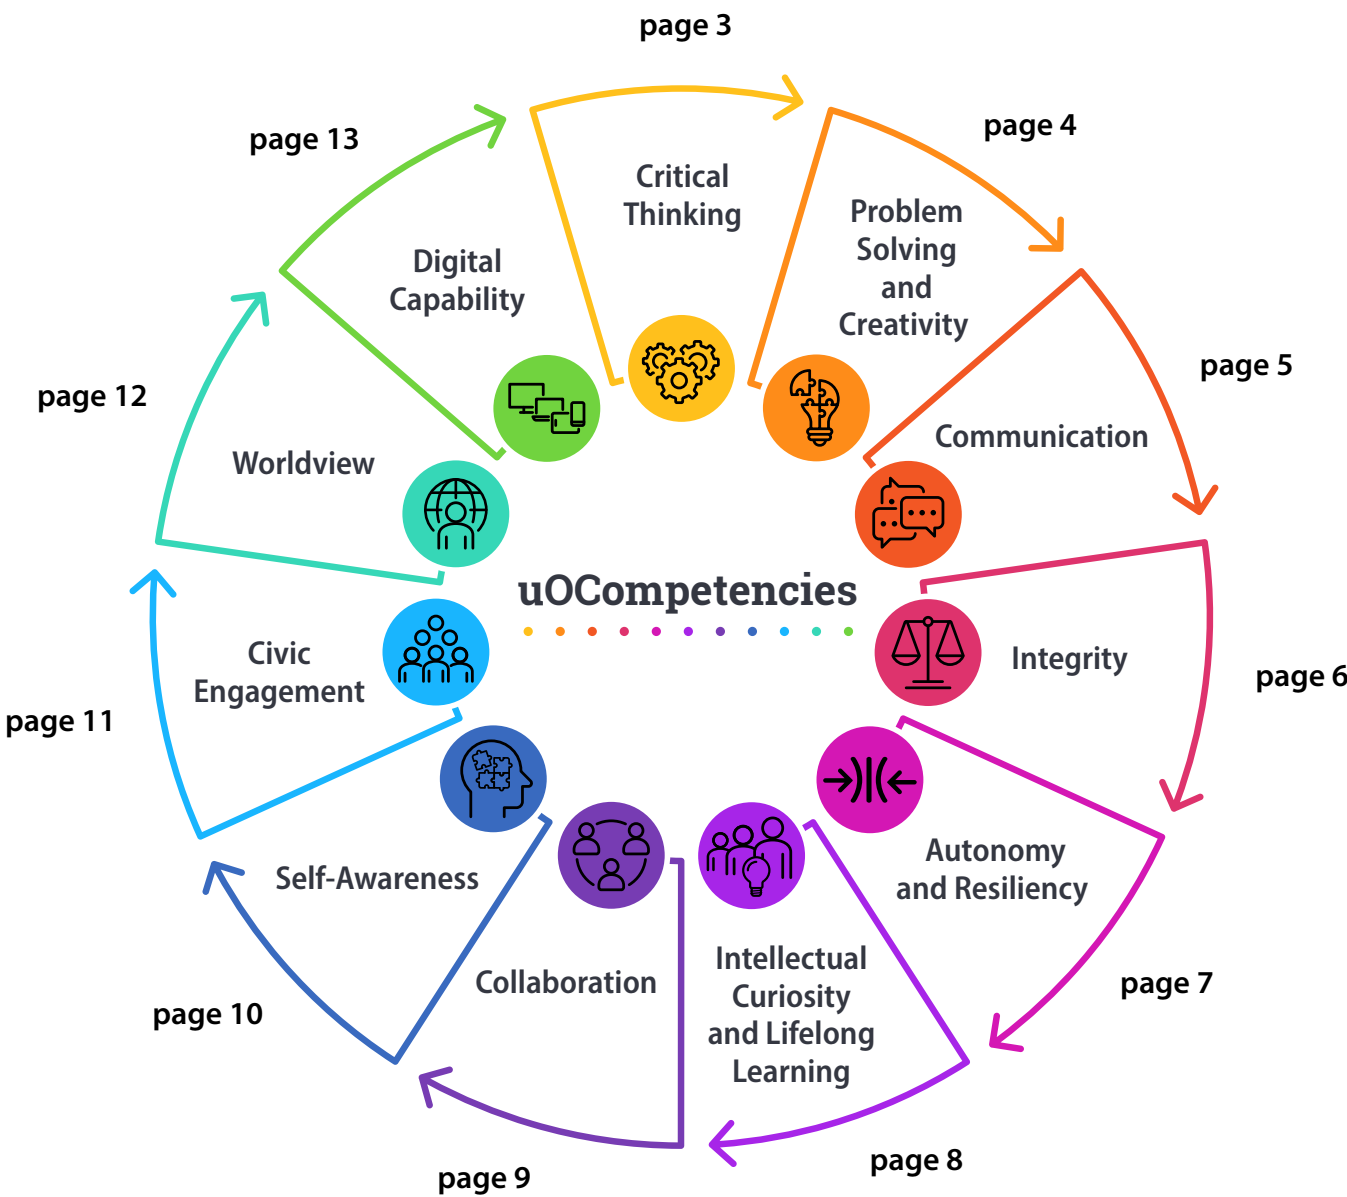 page 3
Critical
Thinking
page 4
Problem
Solving
and
Creativity
page 5
Communication
page 6
Integrity
page 7
Autonomy
and Resiliency
page 8
Intellectual
Curiosity
and Lifelong
Learning
page 9
Collaboration
page 10
Self-Awareness
page 11
Civic
Engagement
page 12
Worldview
page 13
Digital
Capability
uOCompetencies